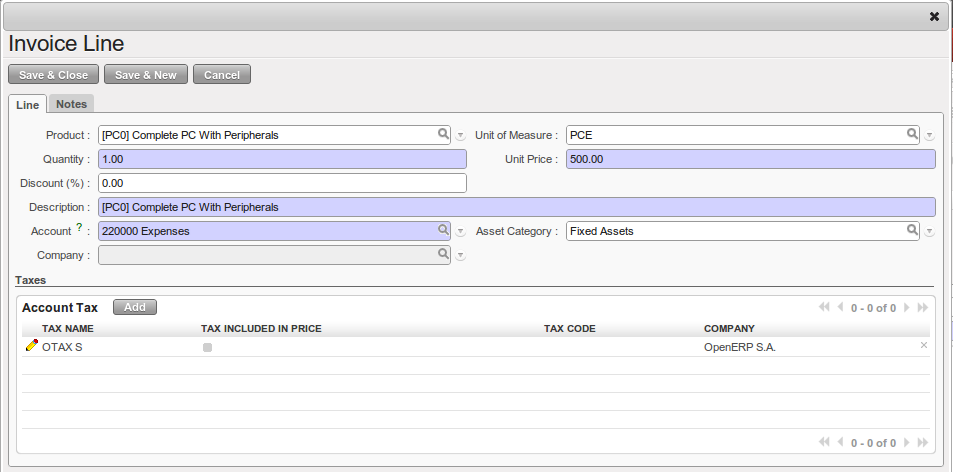 Invoice Line
Save & Close Save & New Cancel
Line Notes
Product : [PC0] Complete PC With Peripherals Unit of Measure : PCE
Quantity : 1.00 Unit Price : 500.00
Discount (%) : 0.00
Description : [PC0] Complete PC With Peripherals
Account ? : 220000 Expenses Asset Category : Fixed Assets
Company :
Taxes
Account Tax Add 0 - 0 of 0
TAX NAME TAX INCLUDED IN PRICE TAX CODE COMPANY
OTAX S OpenERP S.A.
0 - 0 of 0